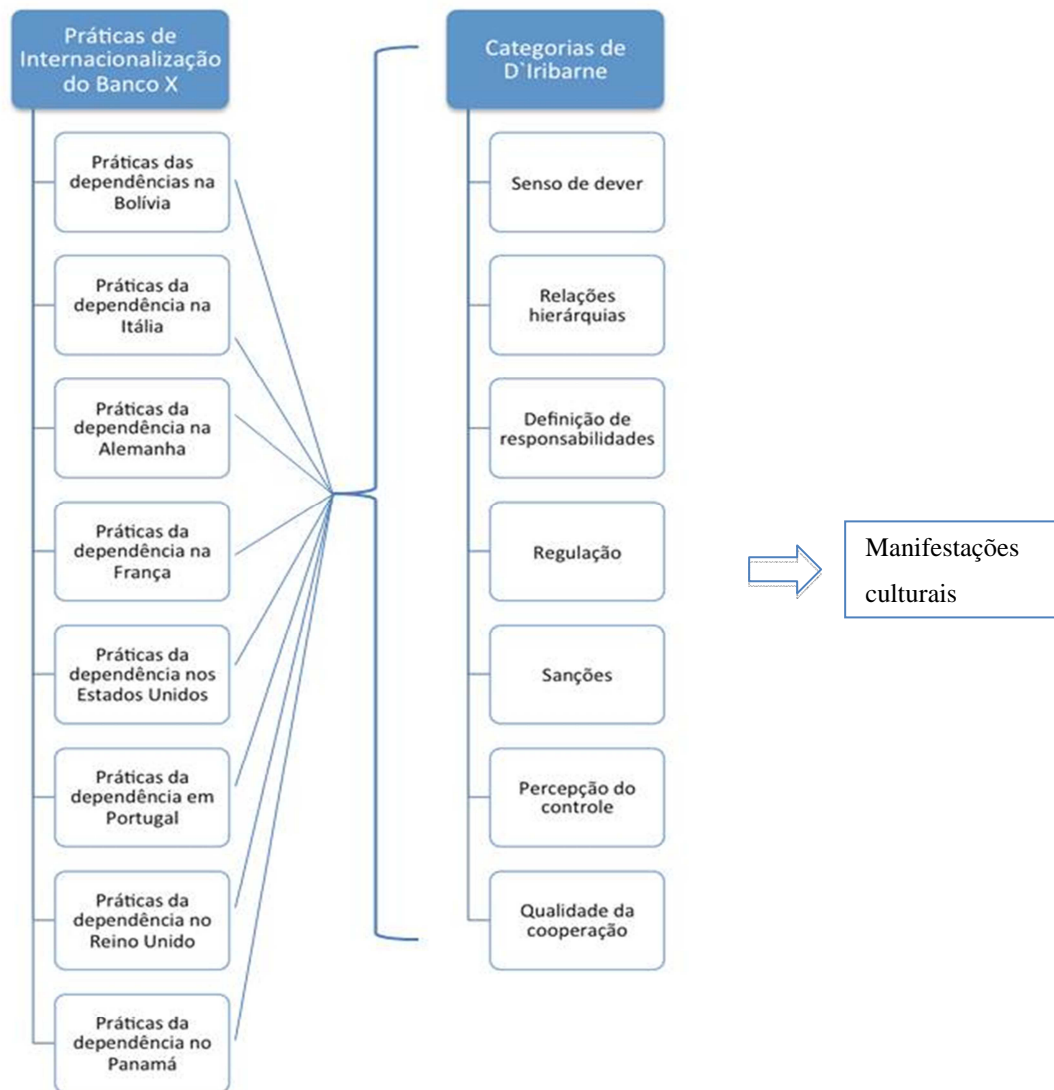 Práticas de
Internacionalização
do Banco X
Práticas das
dependências na
Bolívia
Práticas da
dependência na
Itália
Práticas da
dependência na
Alemanha
Práticas da
dependência na
França
Práticas da
dependência nos
Estados Unidos
Práticas da
dependência em
Portugal
Práticas da
dependência no
Reino Unido
Práticas da
dependência no
Panamá
Categorias de
D`Iribarne
Senso de dever
Relações
hierárquias
Definição de
responsabilidades
Regulação
Sanções
Percepção do
controle
Qualidade da
cooperação
Manifestações
culturais